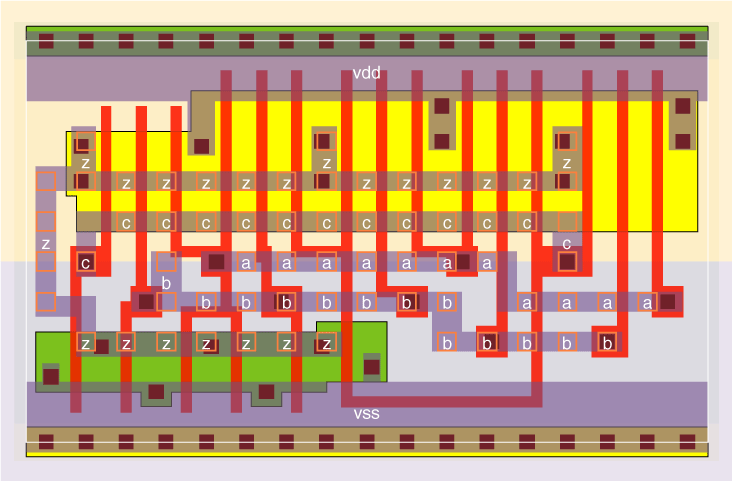 vdd
z z z
z z z z z z z z z z
c c c c c c c c c c
z c
c a a a a a a a
b
b b b b b b a a a a
z z z z z z z b b b b b
vss